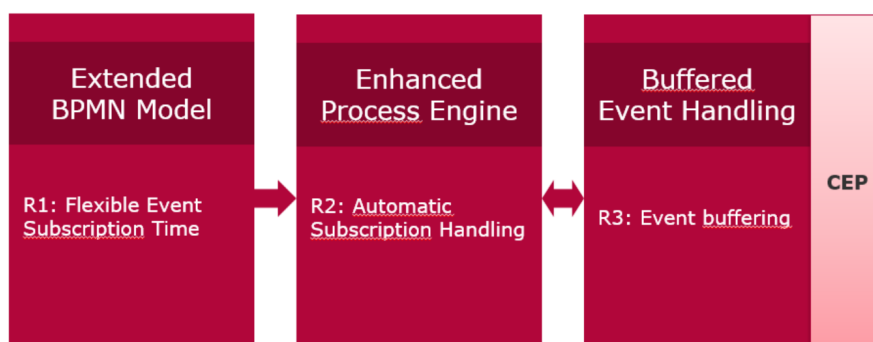 Extended
BPMN Model
R1: Flexible Event
Subscription Time
Enhanced
Process Engine
R2: Automatic
Subscription Handling
Buffered
Event Handling
R3: Event buffering
CEP